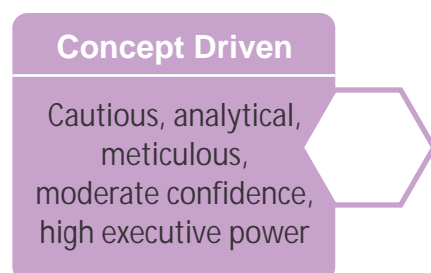 Concept Driven
Cautious, analytical,
meticulous,
moderate confidence,
high executive power